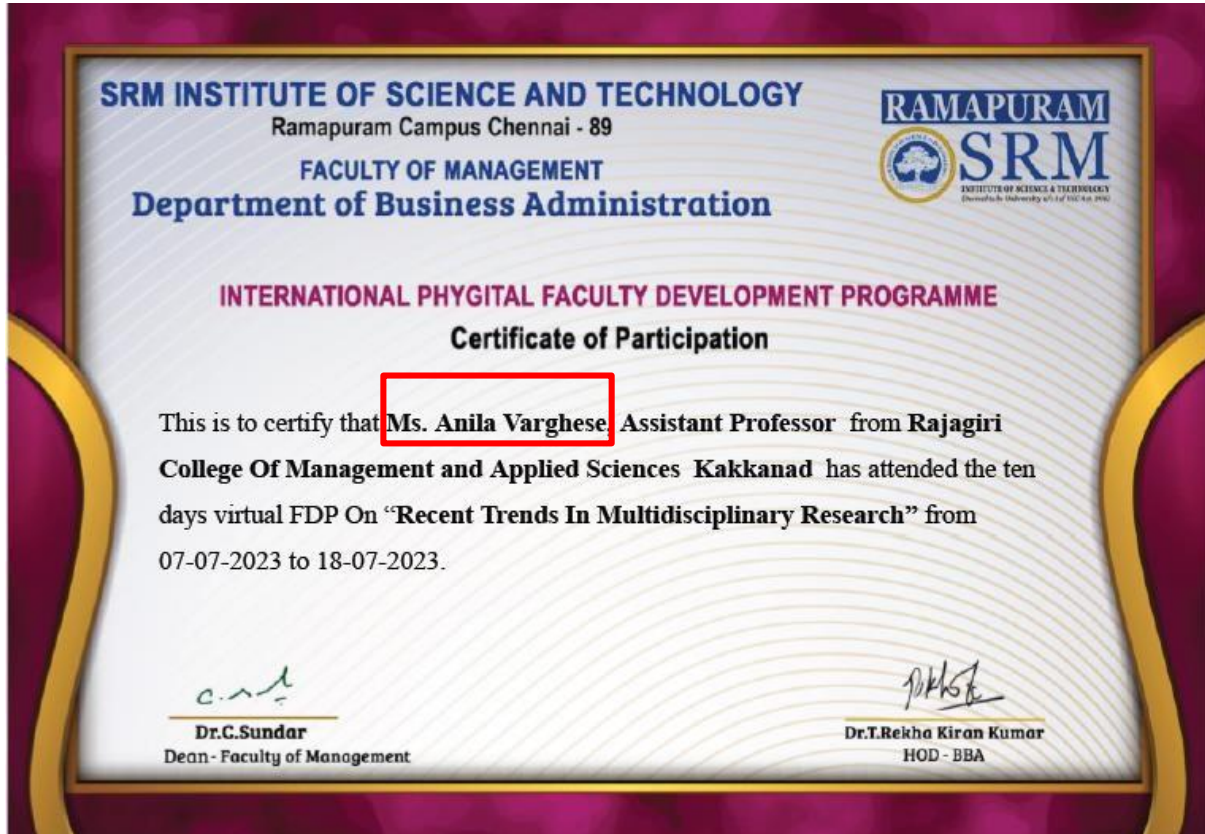 SRM INSTITUTE OF SCIENCE AND TECHNOLOGY
Ramapuram Campus Chennai - 89
FACULTY OF MANAGEMENT
Department of Business Administration
RAMAPURAM
SRM
INSTITUTE OF SCIENCE & TECHNOLOGY
INTERNATIONAL PHYGITAL FACULTY DEVELOPMENT PROGRAMME
Certificate of Participation
This is to certify that Ms. Anila Varghese, Assistant Professor from Rajagiri
College Of Management and Applied Sciences Kakkanad has attended the ten
days virtual FDP On “Recent Trends In Multidisciplinary Research” from
07-07-2023 to 18-07-2023.
Dr.C.Sundar
Dean- Faculty of Management
Dr.T.Rekha Kiran Kumar
HOD - BBA